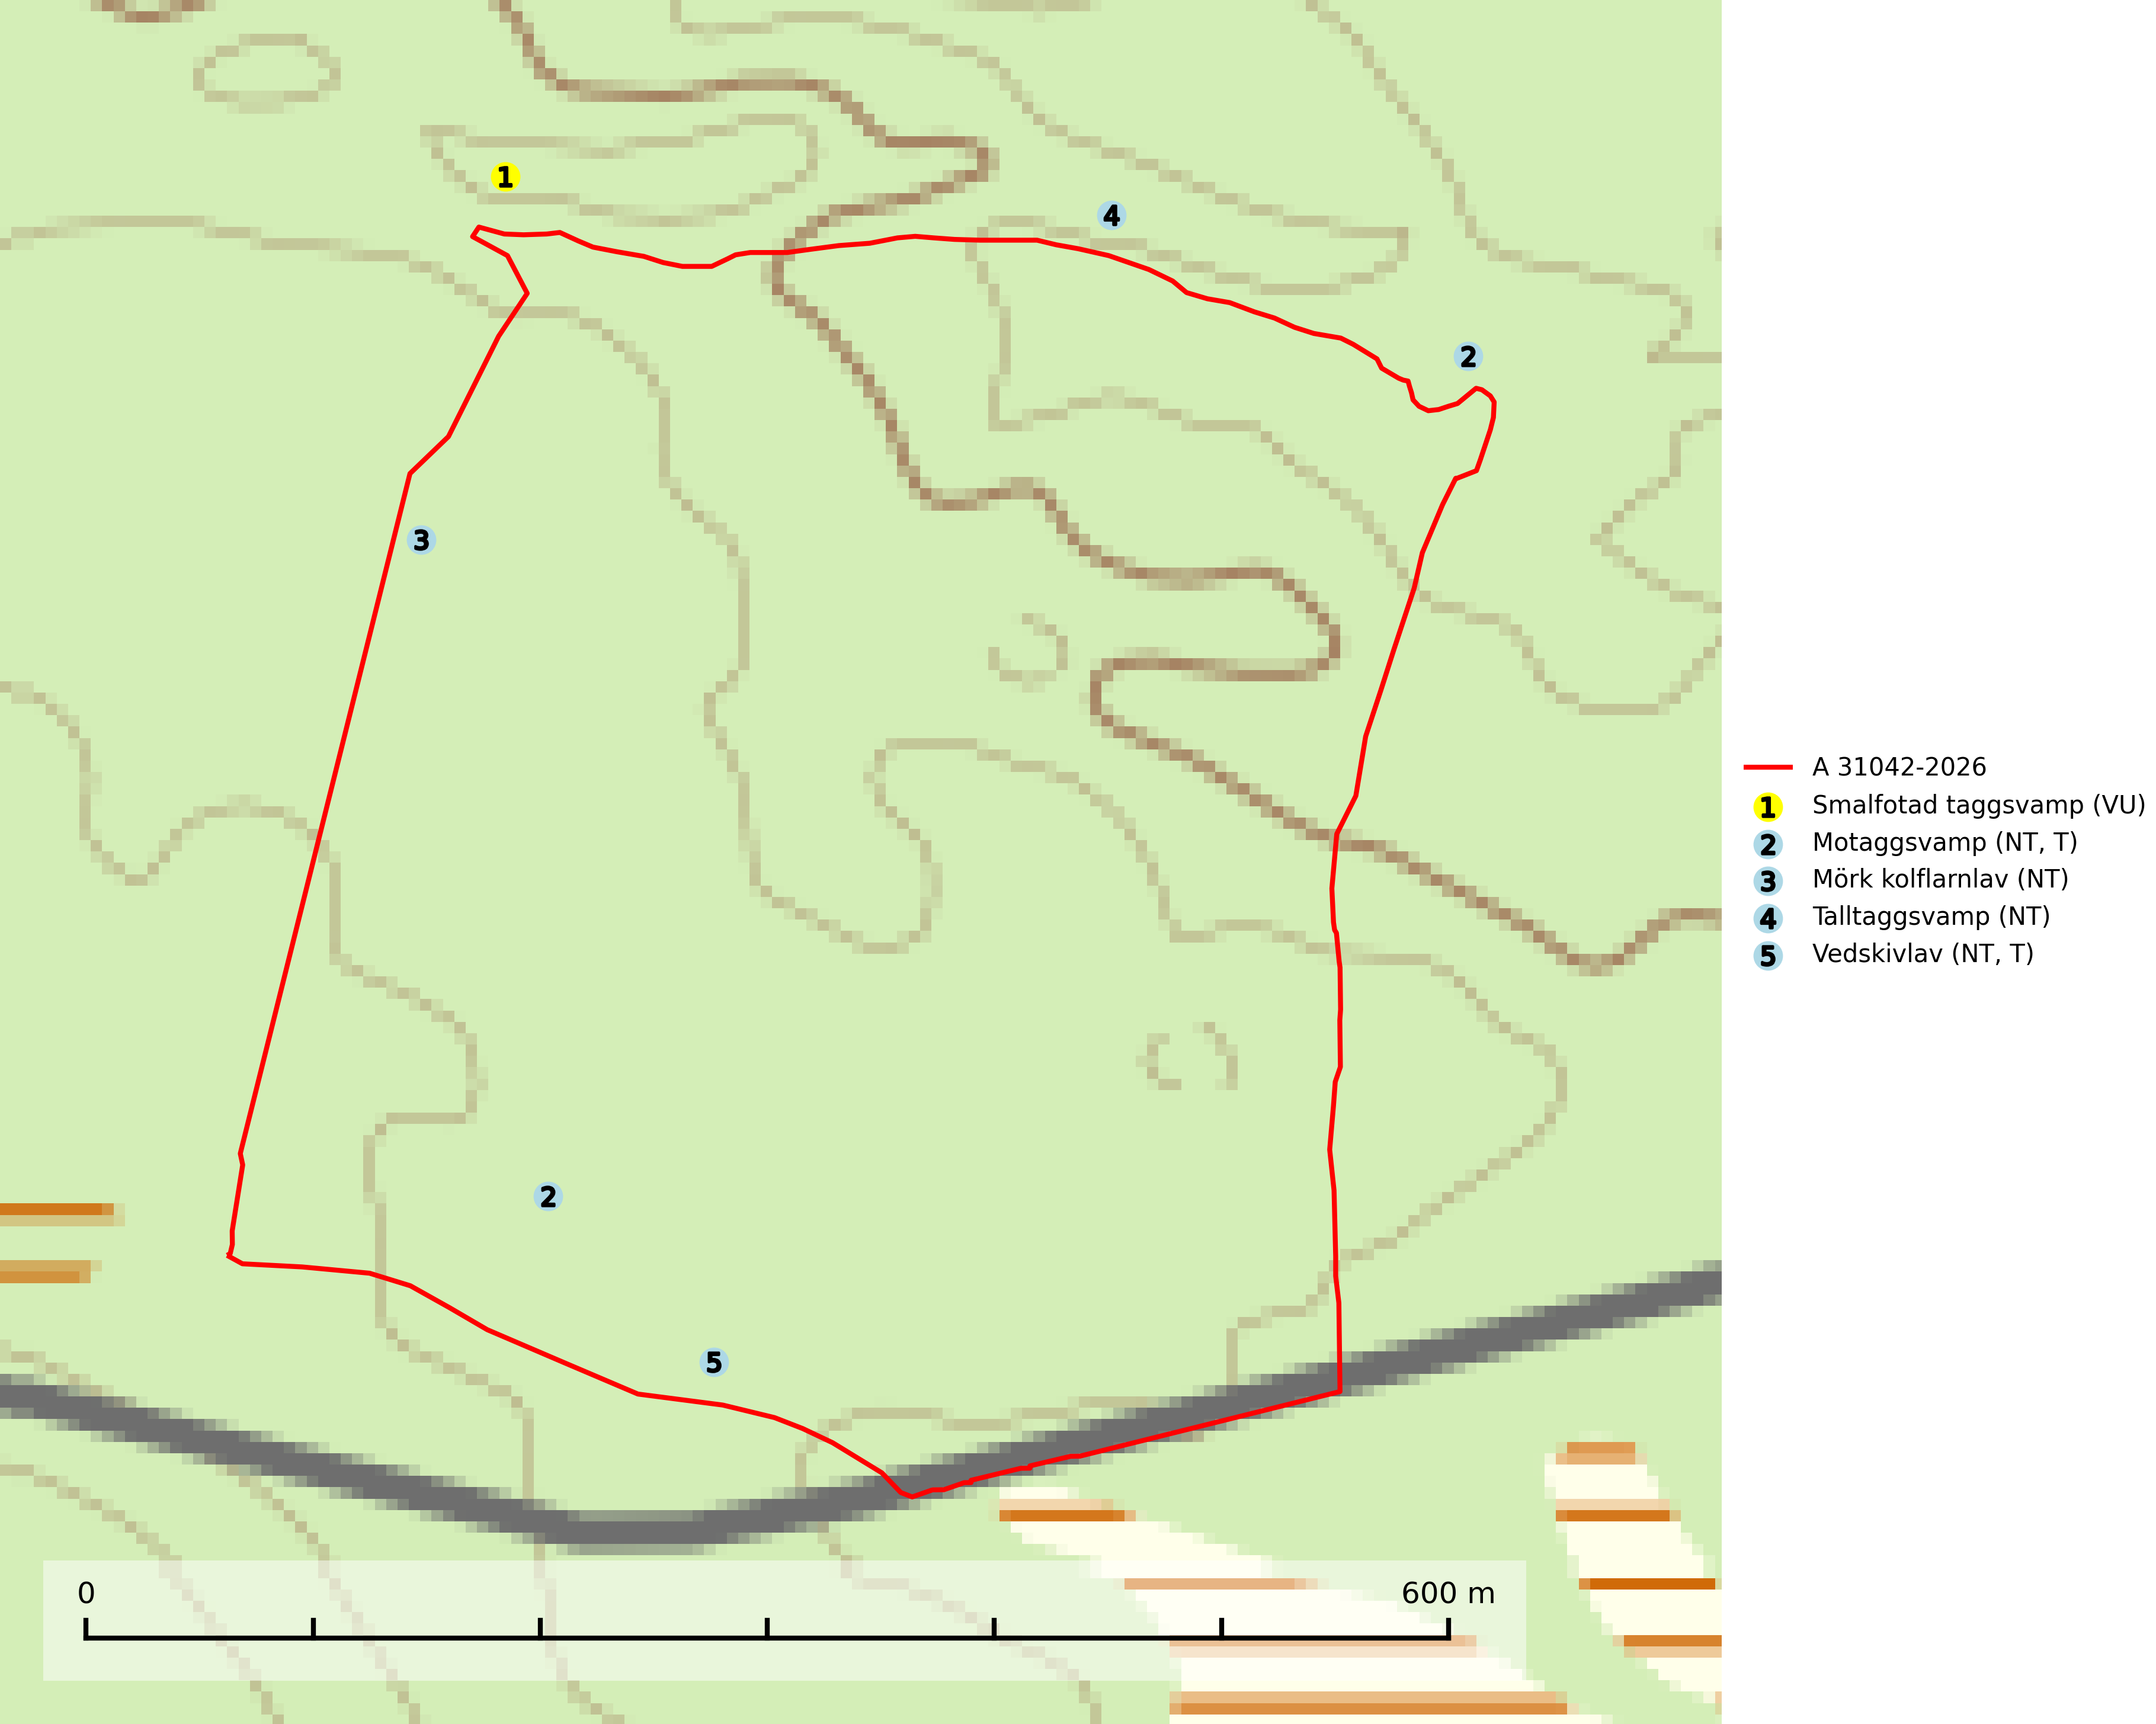 1
4
2
3
2
5
0 600 m
A 31042-2026
1 Smalfotad taggsvamp (VU)
2 Motaggsvamp (NT, T)
3 Mörk kolflarnlav (NT)
4 Talltaggsvamp (NT)
5 Vedskivlav (NT, T)